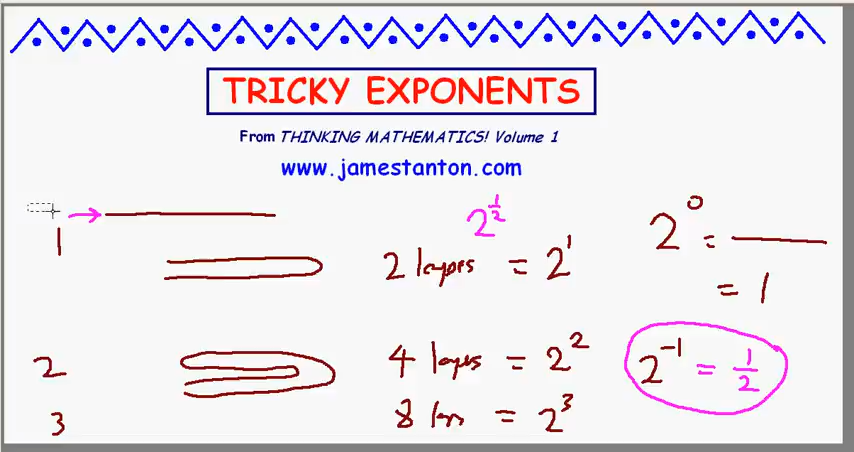 TRICKY EXPONENTS
From THINKING MATHEMATICS! Volume 1
www.jamestanton.com
2^{1/2}
2^0 = ____
1
2 layers = 2^1
= 1
2 4 layers = 2^2
2^{-1} = 1/2
3 8 = 2^3